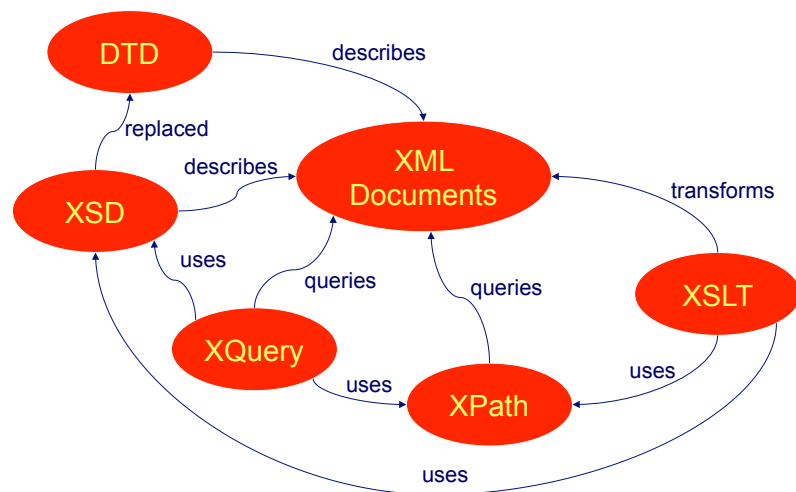 DTD
describes
replaced
XML
Documents
describes
transforms
XSD
uses
queries
queries
XSLT
XQuery
uses
XPath
uses
uses